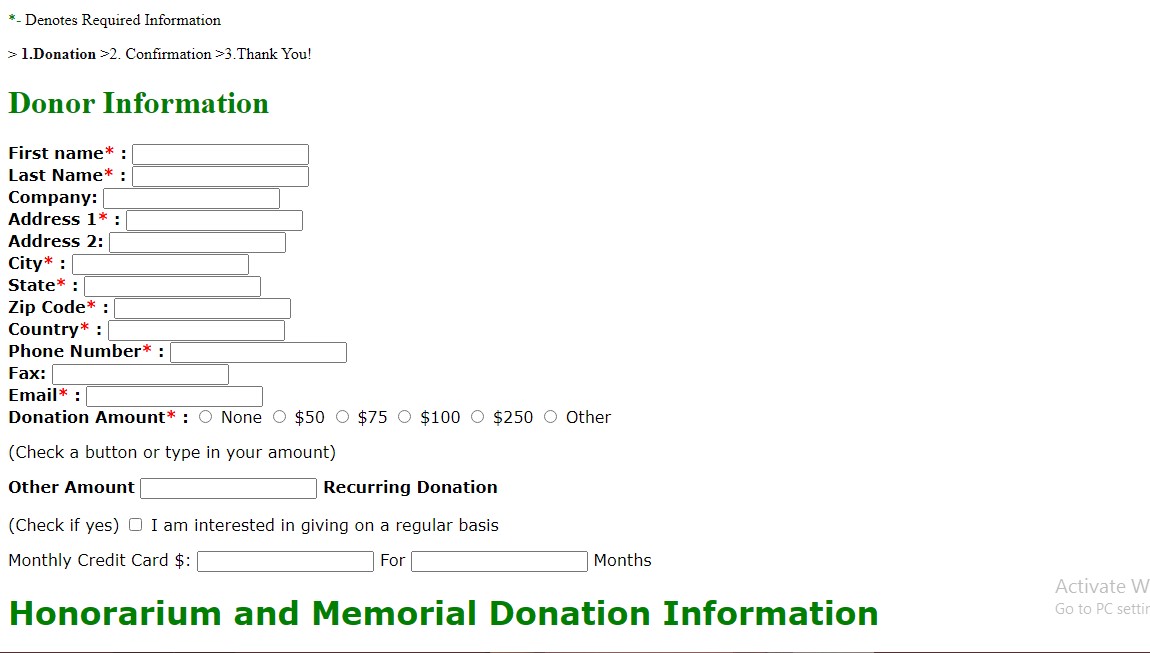 *- Denotes Required Information
> 1.Donation >2. Confirmation >3.Thank You!
Donor Information
First name* :
Last Name* :
Company:
Address 1* :
Address 2:
City* :
State* :
Zip Code* :
Country* :
Phone Number* :
Fax:
Email* :
Donation Amount* : None $50 $75 $100 $250 Other
(Check a button or type in your amount)
Other Amount Recurring Donation
(Check if yes) I am interested in giving on a regular basis
Monthly Credit Card $: For Months
Activate W
Go to PC settin
Honorarium and Memorial Donation Information